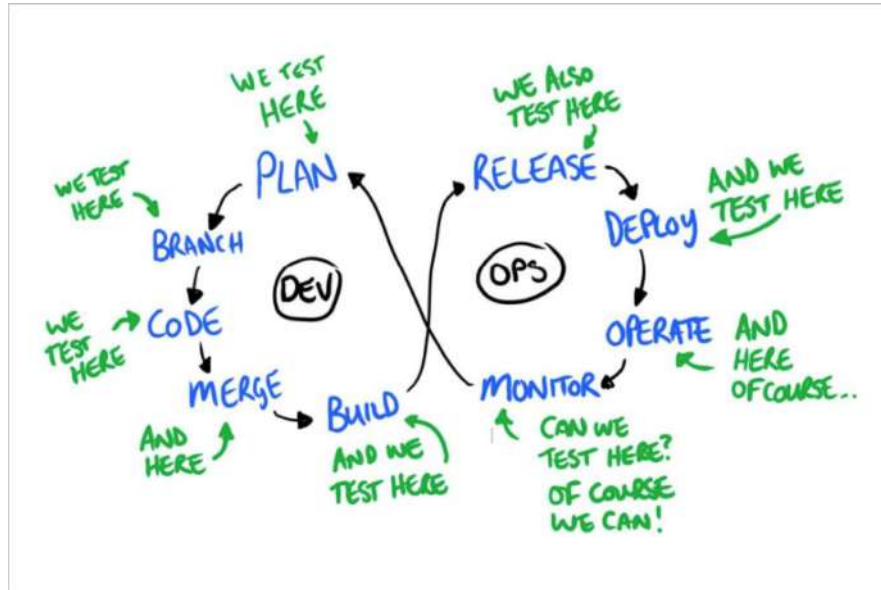 WE TEST
HERE
PLAN
WE TEST
HERE
BRANCH
WE
TEST
HERE
CODE
AND
HERE
MERGE
BUILD
AND WE
TEST HERE
DEV
WE ALSO
TEST HERE
RELEASE
AND WE
TEST HERE
DEPLOY
OPS
OPERATE
AND
HERE
OFCOURSE...
MONITOR
CAN WE
TEST HERE?
OF COURSE
WE CAN!